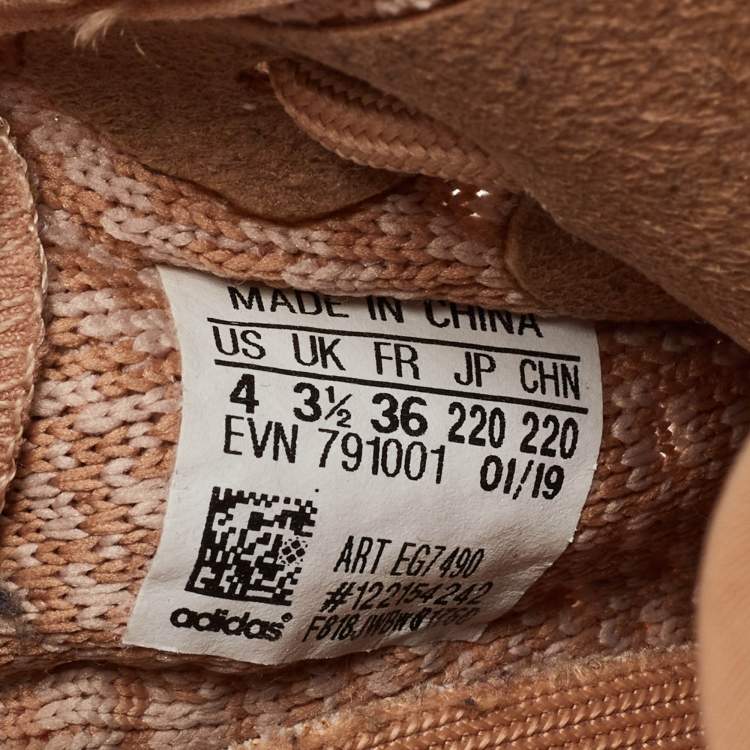 MADE IN CHINA
US UK FR JP CHN
4 3½ 36 220 220
EVN 791001 01/19
ART EG7490
#122154242
adidas®